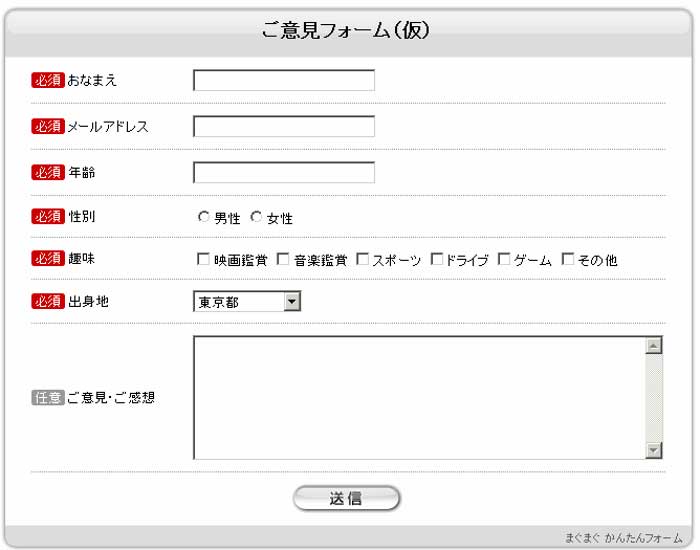 ご意見フォーム(仮)
必須 おなまえ
必須 メールアドレス
必須 年齢
必須 性別 男性 女性
必須 趣味 映画鑑賞 音楽鑑賞 スポーツ ドライブ ゲーム その他
必須 出身地 東京都
任意 ご意見・ご感想
送信
まぐまぐ かんたんフォーム